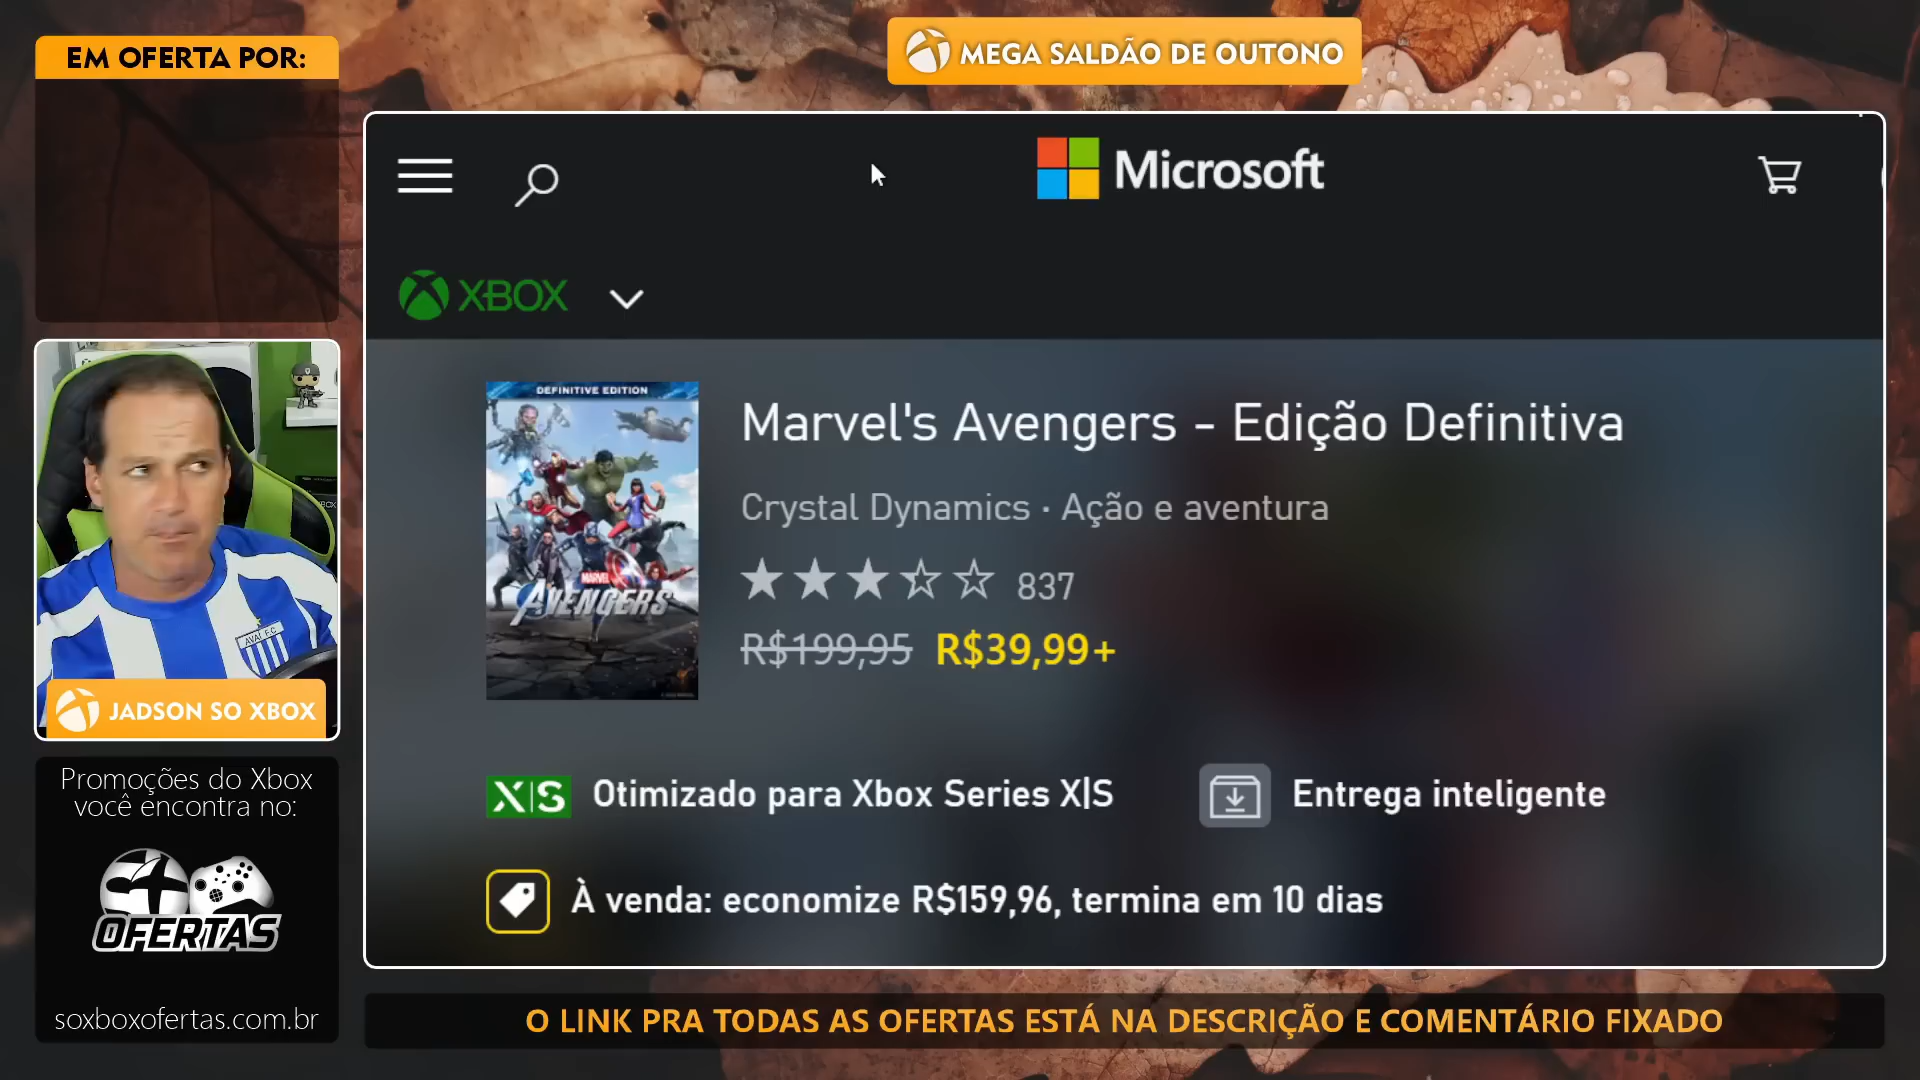 EM OFERTA POR:
MEGA SALDÃO DE OUTONO
Microsoft
XBOX
DEFINITIVE EDITION
MARVEL
AVENGERS
Marvel's Avengers - Edição Definitiva
Crystal Dynamics · Ação e aventura
837
R$199,95 R$39,99+
X|S Otimizado para Xbox Series X|S
Entrega inteligente
À venda: economize R$159,96, termina em 10 dias
AVAÍ F.C
JADSON SO XBOX
Promoções do Xbox
você encontra no:
OFERTAS
soxboxofertas.com.br
O LINK PRA TODAS AS OFERTAS ESTÁ NA DESCRIÇÃO E COMENTÁRIO FIXADO